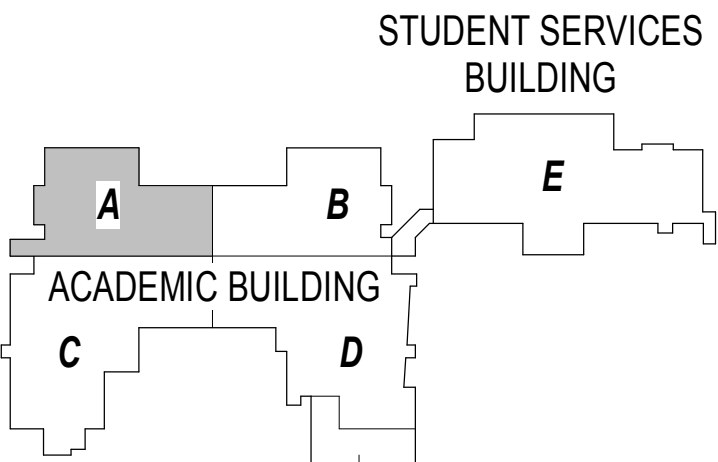 STUDENT SERVICES
BUILDING
A
B
E
ACADEMIC BUILDING
C
D